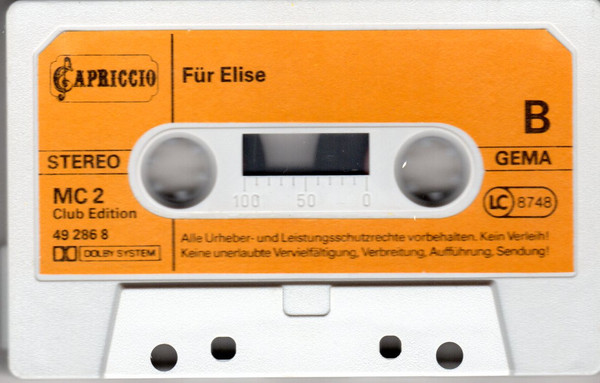 CAPRICCIO
Für Elise
B
STEREO
GEMA
MC 2
Club Edition
49 286 8
DOLBY SYSTEM
100 50 0
LC 8748
Alle Urheber- und Leistungsschutzrechte vorbehalten. Kein Verleih!
Keine unerlaubte Vervielfältigung, Verbreitung, Aufführung, Sendung!